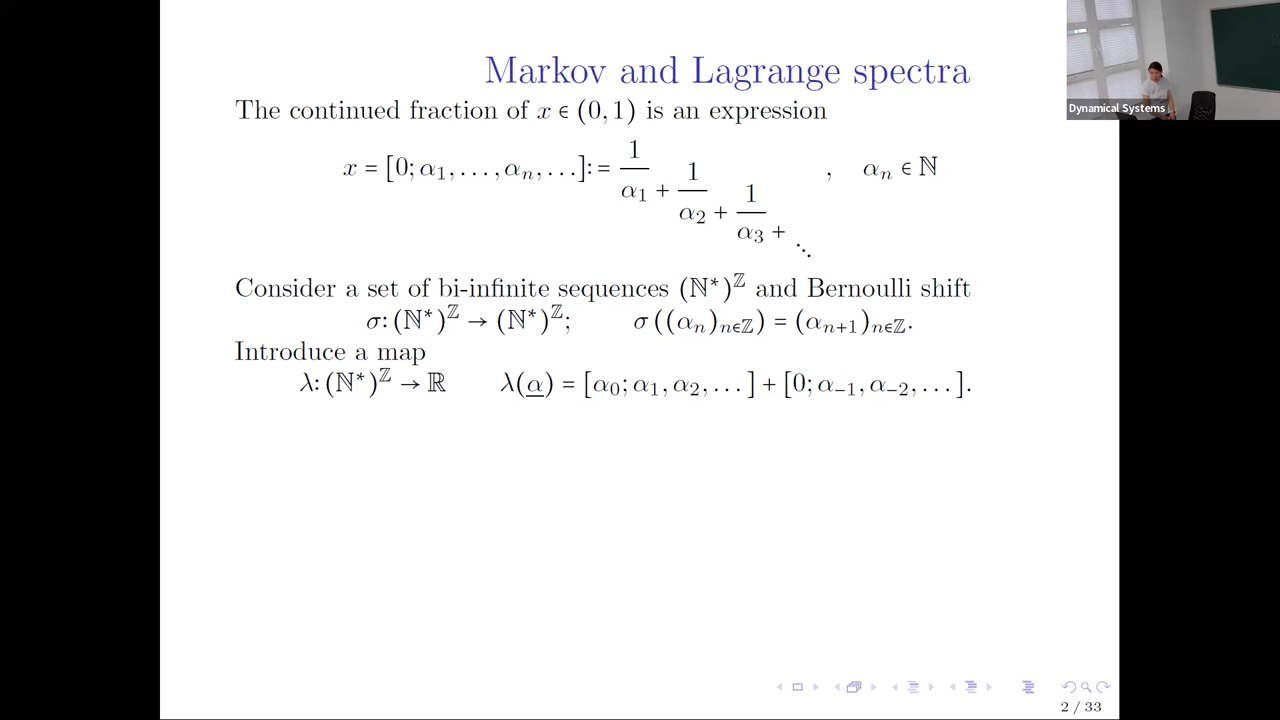 Markov and Lagrange spectra
The continued fraction of x ∈ (0, 1) is an expression
x = [0; α₁, …, αₙ, …] := 1/(α₁ + 1/(α₂ + 1/(α₃ + ⋱))) , αₙ ∈ ℕ
Consider a set of bi-infinite sequences (ℕ*)^ℤ and Bernoulli shift
σ: (ℕ*)^ℤ → (ℕ*)^ℤ; σ((αₙ)_{n∈ℤ}) = (αₙ₊₁)_{n∈ℤ}.
Introduce a map
λ: (ℕ*)^ℤ → ℝ λ(α̲) = [α₀; α₁, α₂, …] + [0; α₋₁, α₋₂, …].
Dynamical Systems
2 / 33